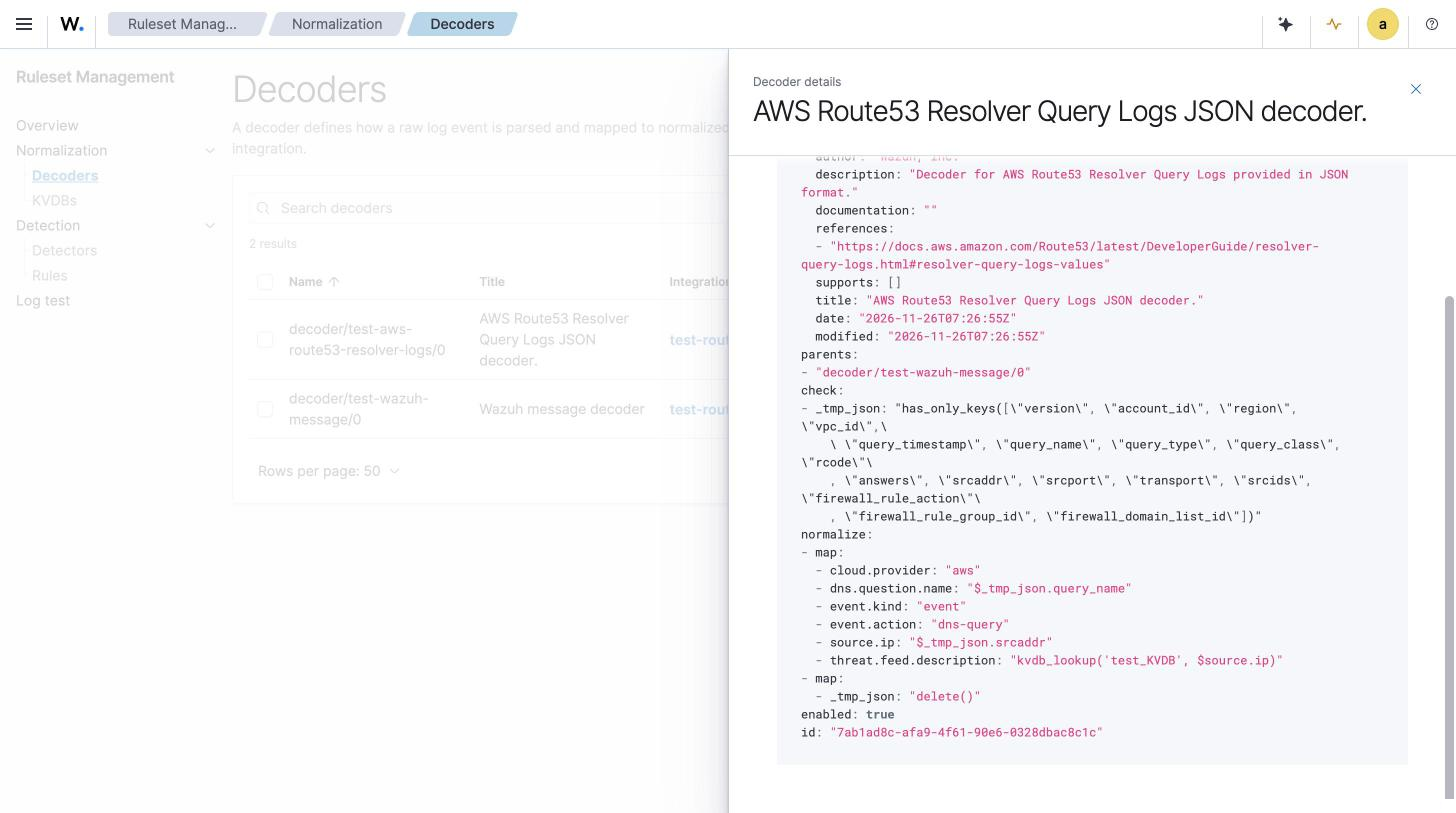 W.
Ruleset Manag...
Normalization
Decoders
a
Ruleset Management
Overview
Normalization
Decoders
KVDBs
Detection
Detectors
Rules
Log test
Decoders
A decoder defines how a raw log event is parsed and mapped to normalized
integration.
Search decoders
2 results
Name
Title
Integration
decoder/test-aws-
route53-resolver-logs/0
AWS Route53 Resolver
Query Logs JSON
decoder.
test-rout
decoder/test-wazuh-
message/0
Wazuh message decoder
test-rout
Rows per page: 50
Decoder details
AWS Route53 Resolver Query Logs JSON decoder.
author: "Wazuh, Inc."
description: "Decoder for AWS Route53 Resolver Query Logs provided in JSON
format."
documentation: ""
references:
- "https://docs.aws.amazon.com/Route53/latest/DeveloperGuide/resolver-
query-logs.html#resolver-query-logs-values"
supports: []
title: "AWS Route53 Resolver Query Logs JSON decoder."
date: "2026-11-26T07:26:55Z"
modified: "2026-11-26T07:26:55Z"
parents:
- "decoder/test-wazuh-message/0"
check:
- _tmp_json: "has_only_keys([\"version\", \"account_id\", \"region\",
\"vpc_id\",\
\ \"query_timestamp\", \"query_name\", \"query_type\", \"query_class\",
\"rcode\"\
, \"answers\", \"srcaddr\", \"srcport\", \"transport\", \"srcids\",
\"firewall_rule_action\"\
, \"firewall_rule_group_id\", \"firewall_domain_list_id\"])"
normalize:
- map:
- cloud.provider: "aws"
- dns.question.name: "$_tmp_json.query_name"
- event.kind: "event"
- event.action: "dns-query"
- source.ip: "$_tmp_json.srcaddr"
- threat.feed.description: "kvdb_lookup('test_KVDB', $source.ip)"
- map:
- _tmp_json: "delete()"
enabled: true
id: "7ab1ad8c-afa9-4f61-90e6-0328dbac8c1c"